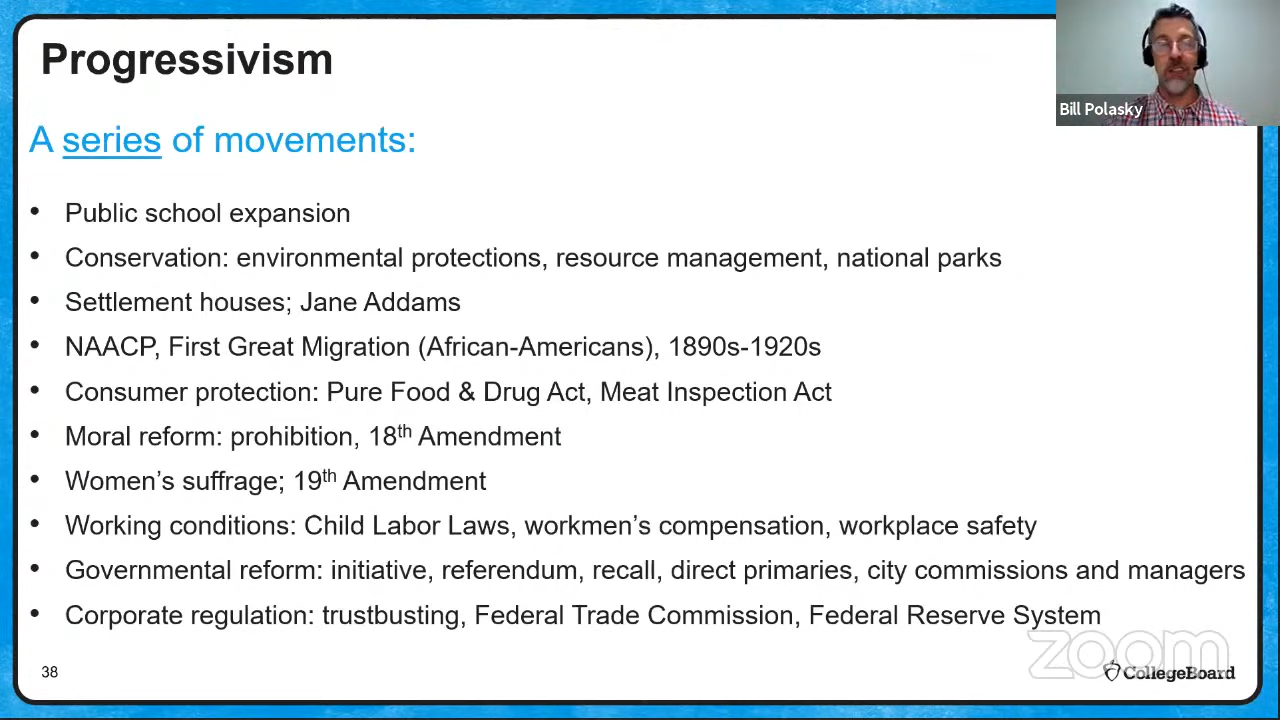 Progressivism
Bill Polasky
A series of movements:
• Public school expansion
• Conservation: environmental protections, resource management, national parks
• Settlement houses; Jane Addams
• NAACP, First Great Migration (African-Americans), 1890s-1920s
• Consumer protection: Pure Food & Drug Act, Meat Inspection Act
• Moral reform: prohibition, 18th Amendment
• Women’s suffrage; 19th Amendment
• Working conditions: Child Labor Laws, workmen’s compensation, workplace safety
• Governmental reform: initiative, referendum, recall, direct primaries, city commissions and managers
• Corporate regulation: trustbusting, Federal Trade Commission, Federal Reserve System
zoom
38
CollegeBoard